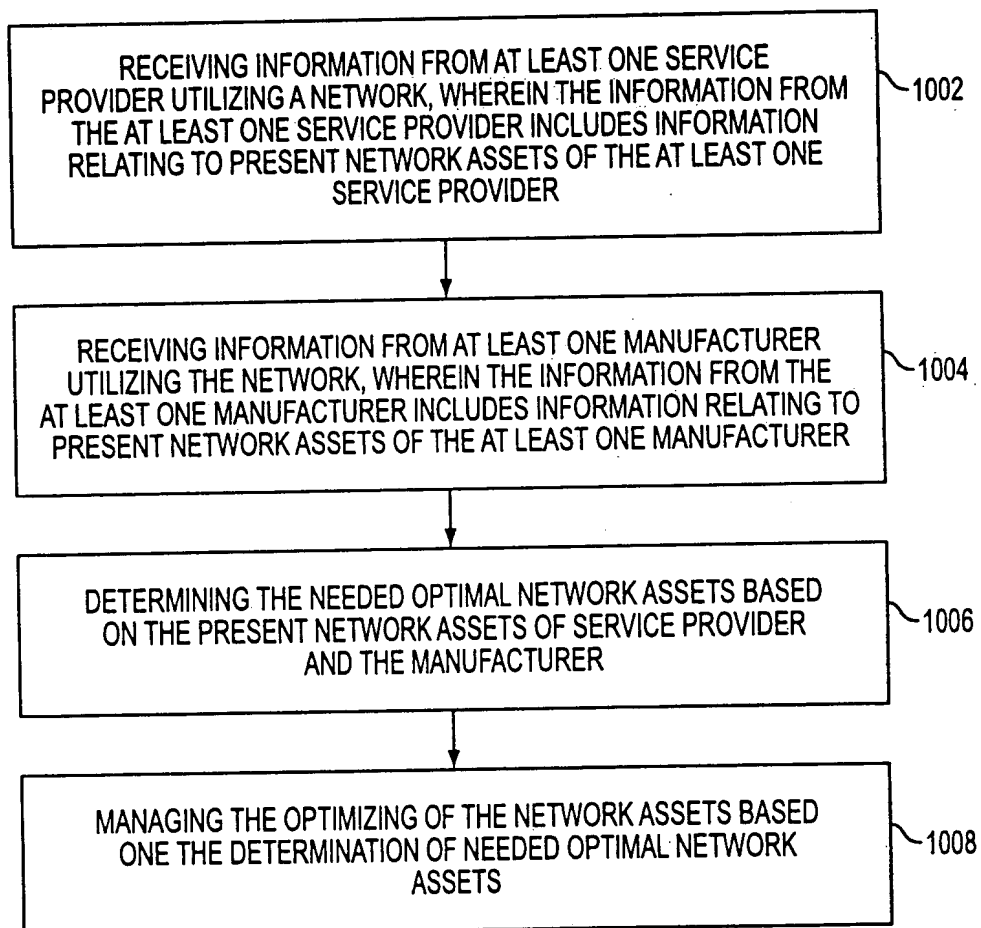 RECEIVING INFORMATION FROM AT LEAST ONE SERVICE
PROVIDER UTILIZING A NETWORK, WHEREIN THE INFORMATION FROM
THE AT LEAST ONE SERVICE PROVIDER INCLUDES INFORMATION
RELATING TO PRESENT NETWORK ASSETS OF THE AT LEAST ONE
SERVICE PROVIDER
1002
RECEIVING INFORMATION FROM AT LEAST ONE MANUFACTURER
UTILIZING THE NETWORK, WHEREIN THE INFORMATION FROM THE
AT LEAST ONE MANUFACTURER INCLUDES INFORMATION RELATING TO
PRESENT NETWORK ASSETS OF THE AT LEAST ONE MANUFACTURER
1004
DETERMINING THE NEEDED OPTIMAL NETWORK ASSETS BASED
ON THE PRESENT NETWORK ASSETS OF SERVICE PROVIDER
AND THE MANUFACTURER
1006
MANAGING THE OPTIMIZING OF THE NETWORK ASSETS BASED
ONE THE DETERMINATION OF NEEDED OPTIMAL NETWORK
ASSETS
1008